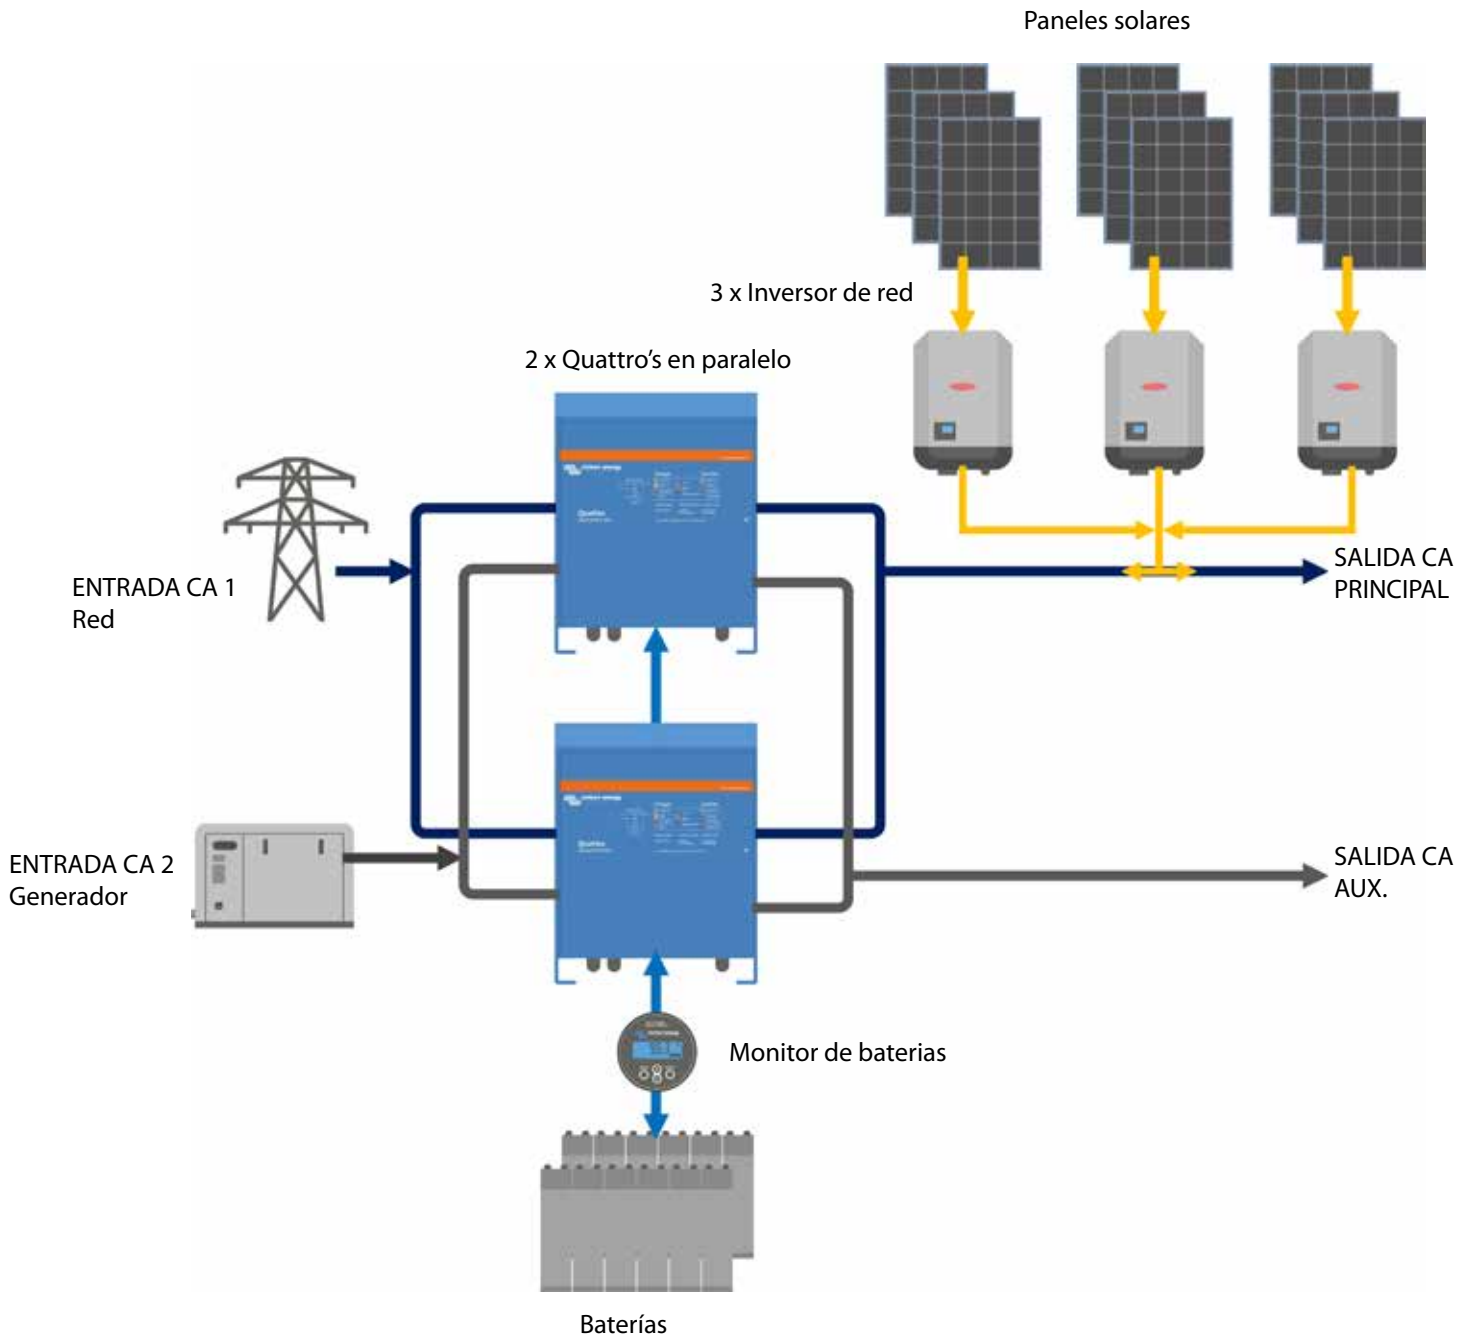 Paneles solares
3 x Inversor de red
2 x Quattro's en paralelo
ENTRADA CA 1
Red
SALIDA CA
PRINCIPAL
ENTRADA CA 2
Generador
SALIDA CA
AUX.
Monitor de baterias
Baterías